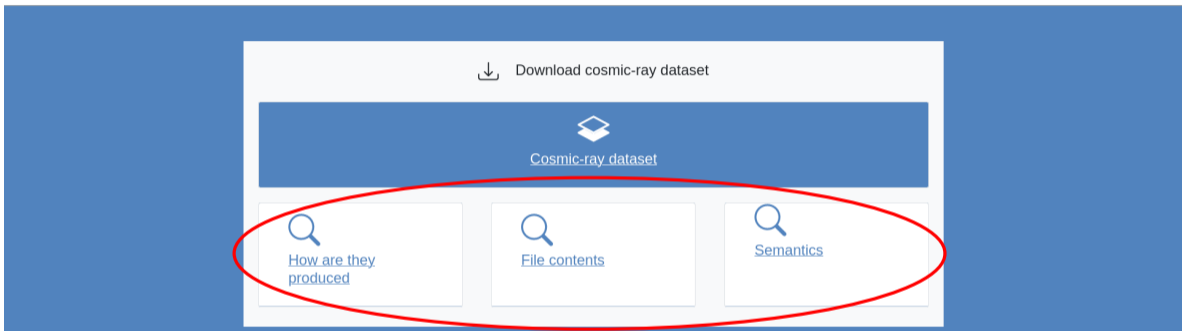 Download cosmic-ray dataset
Cosmic-ray dataset
How are they
produced
File contents
Semantics